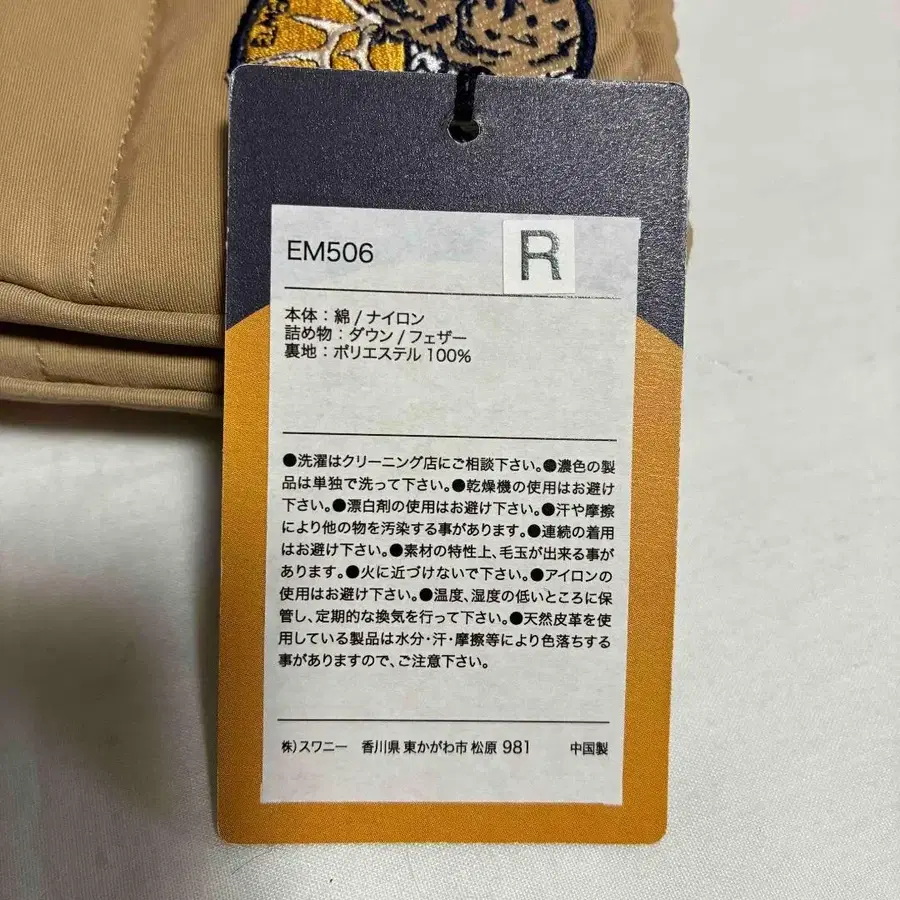 EM506
R
本体：綿 / ナイロン
詰め物：ダウン / フェザー
裏地：ポリエステル 100%
●洗濯はクリーニング店にご相談下さい。●濃色の製
品は単独で洗って下さい。●乾燥機の使用はお避け
下さい。●漂白剤の使用はお避け下さい。●汗や摩擦
により他の物を汚染する事があります。●連続の着用
はお避け下さい。●素材の特性上、毛玉が出来る事が
あります。●火に近づけないで下さい。●アイロンの
使用はお避け下さい。●温度、湿度の低いところに保
管し、定期的な換気を行って下さい。●天然皮革を使
用している製品は水分・汗・摩擦等により色落ちする
事がありますので、ご注意下さい。
株）スワニー　香川県 東かがわ市 松原 981　中国製